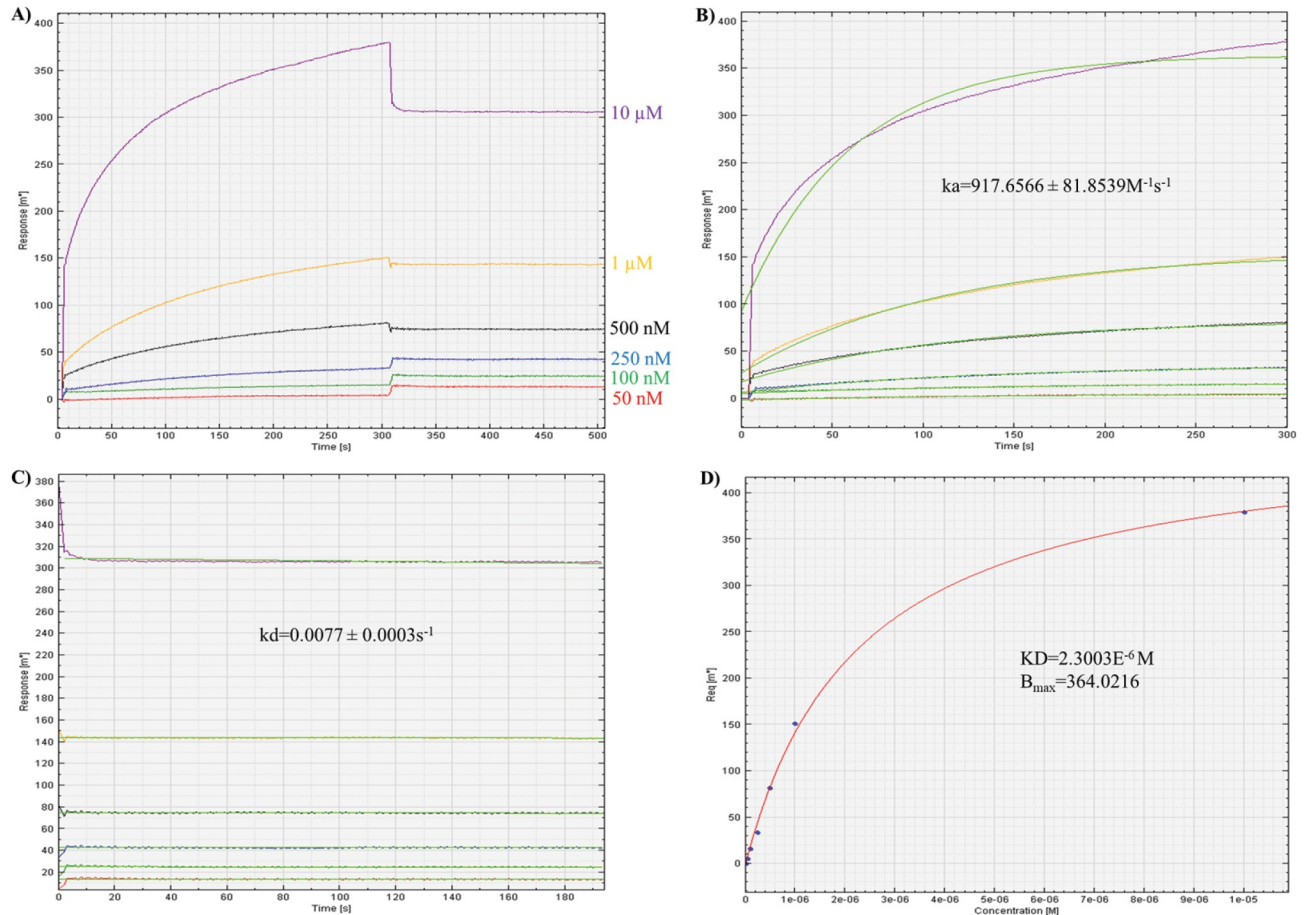 A)
Response [m°]
400
350
300
250
200
150
100
50
0
0 50 100 150 200 250 300 350 400 450 500
Time [s]
10 µM
1 µM
500 nM
250 nM
100 nM
50 nM
B)
Response [m°]
400
350
300
250
200
150
100
50
0
ka=917.6566 ± 81.8539M⁻¹s⁻¹
0 50 100 150 200 250 300
Time [s]
C)
Response [m°]
380
360
340
320
300
280
260
240
220
200
180
160
140
120
100
80
60
40
20
kd=0.0077 ± 0.0003s⁻¹
0 20 40 60 80 100 120 140 160 180
Time [s]
D)
Req [m°]
400
350
300
250
200
150
100
50
0
KD=2.3003E⁻⁶M
Bmax=364.0216
0 1e-06 2e-06 3e-06 4e-06 5e-06 6e-06 7e-06 8e-06 9e-06 1e-05
Concentration [M]